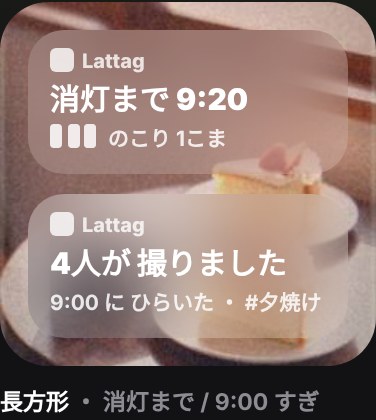 Lattag
消灯まで 9:20
のこり 1こま
Lattag
4人が 撮りました
9:00 に ひらいた ・ #夕焼け
長方形 ・ 消灯まで / 9:00 すぎ